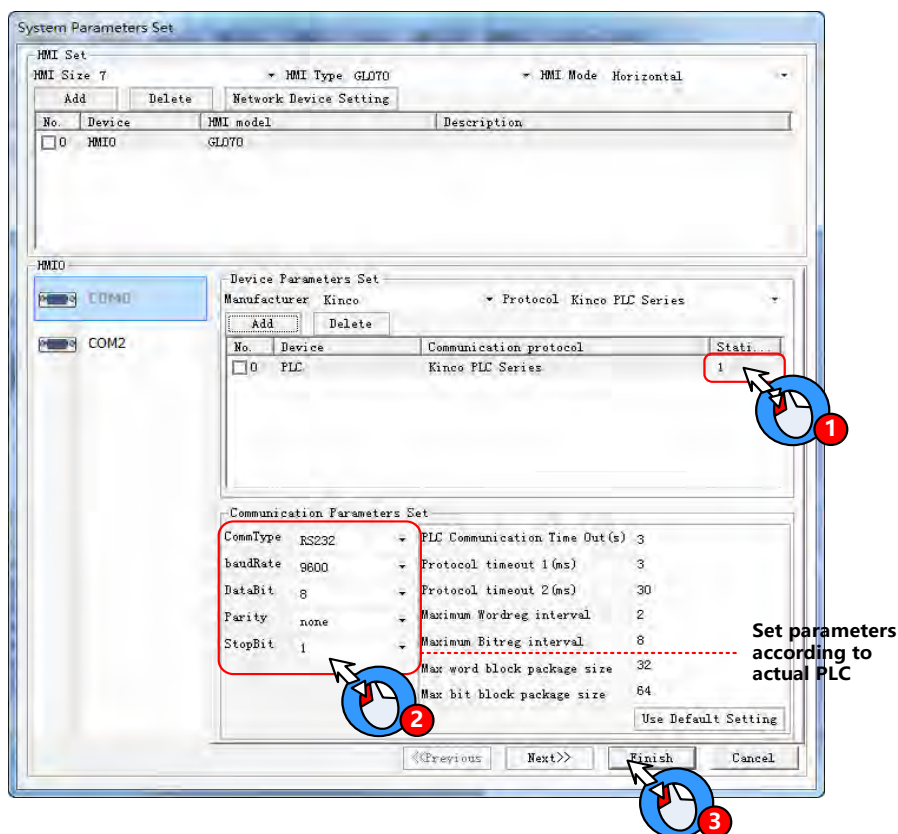 System Parameters Set
HMI Set
HMI Size 7 HMI Type GL070 HMI Mode Horizontal
Add Delete Network Device Setting
No. Device HMI model Description
0 HMI0 GL070
HMI0
COM0
COM2
Device Parameters Set
Manufacturer Kinco Protocol Kinco PLC Series
Add Delete
No. Device Communication protocol Stati...
0 PLC Kinco PLC Series 1
1
Communication Parameters Set
CommType RS232 PLC Communication Time Out(s) 3
baudRate 9600 Protocol timeout 1(ms) 3
DataBit 8 Protocol timeout 2(ms) 30
Parity none Maximum Wordreg interval 2
StopBit 1 Maximum Bitreg interval 8
Max word block package size 32
Max bit block package size 64
Set parameters
according to
actual PLC
2
Use Default Setting
<<Previous Next>> Finish Cancel
3